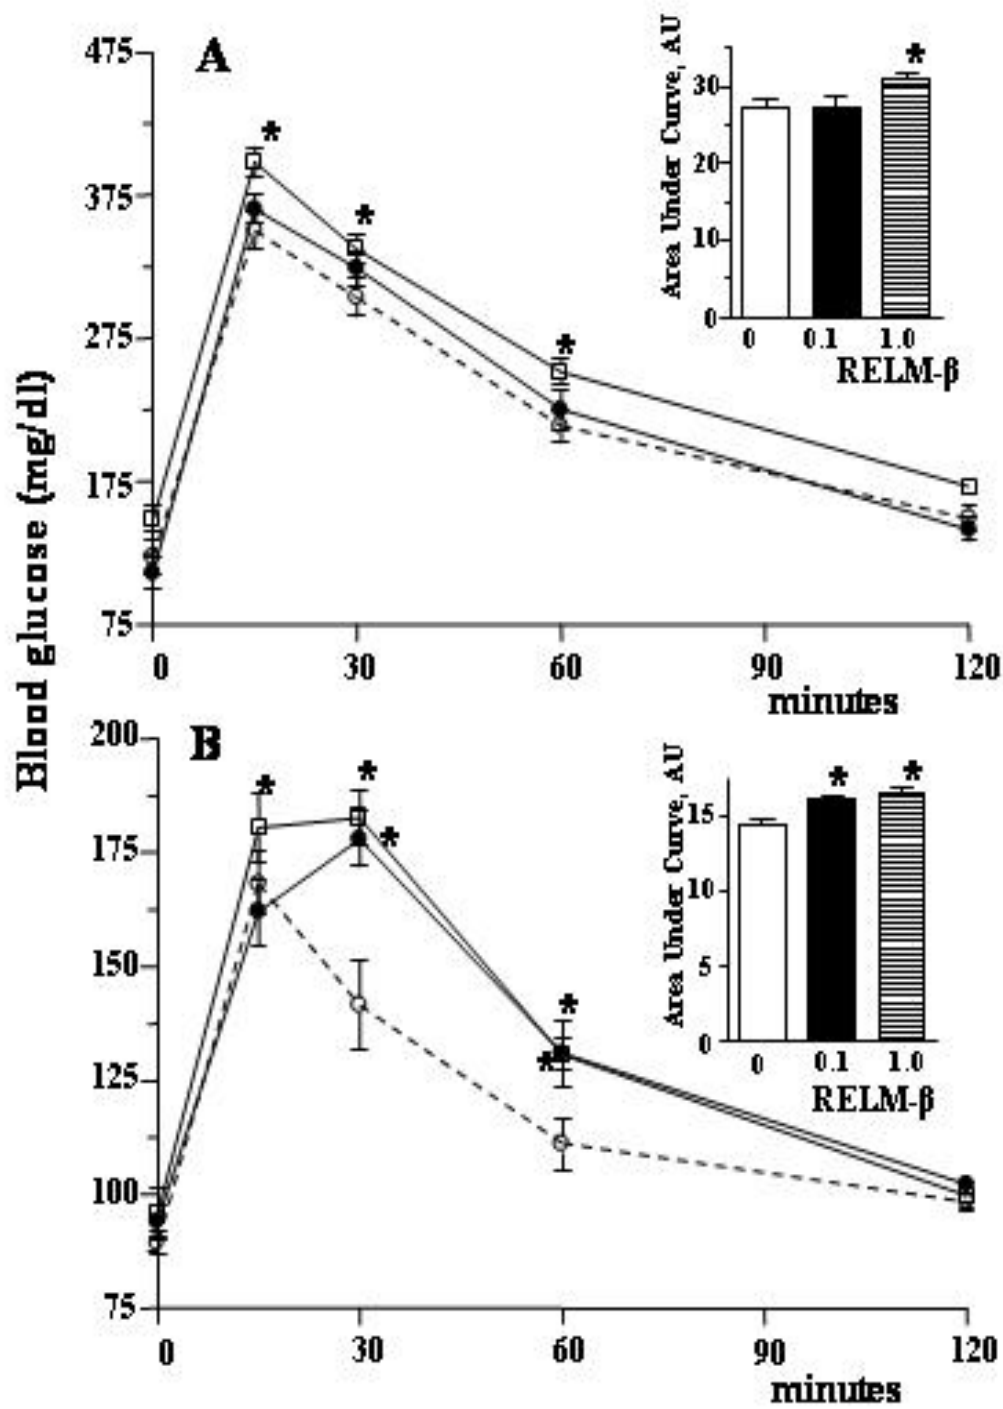 A
475
375
275
175
75
0 30 60 90 120
minutes
*
*
*
Area Under Curve, AU
30
20
10
0
*
0 0.1 1.0
RELM-β
Blood glucose (mg/dl)
B
200
175
150
125
100
75
0 30 60 90 120
minutes
* *
*
*
*
Area Under Curve, AU
15
10
5
0
* *
0 0.1 1.0
RELM-β